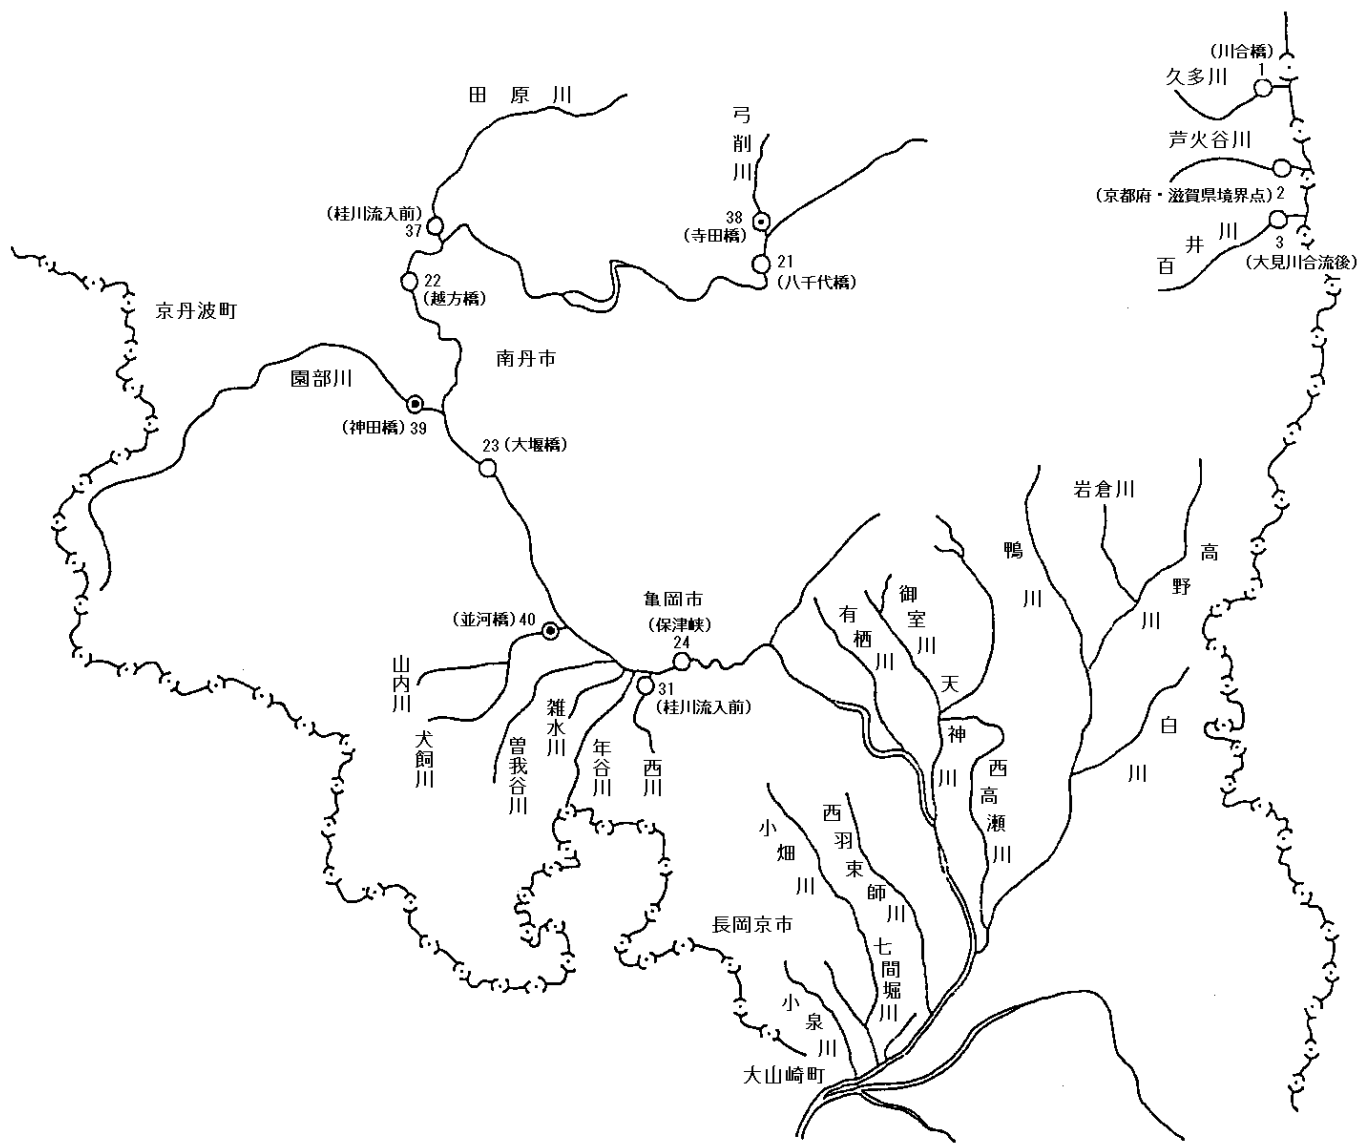 (川合橋)
1
久多川
芦火谷川
(京都府・滋賀県境界点) 2
百井川
3
(大見川合流後)
田原川
弓削川
(桂川流入前)
37
38
(寺田橋)
21
(八千代橋)
22
(越方橋)
京丹波町
南丹市
園部川
(神田橋) 39
23 (大堰橋)
岩倉川
鴨川
高野川
御室川
有栖川
亀岡市
(保津峡)
24
(並河橋) 40
山内川
犬飼川
曽我谷川
雑水川
年谷川
31
(桂川流入前)
西川
天神川
西高瀬川
白川
小畑川
西羽束師川
七間堀川
長岡京市
小泉川
大山崎町